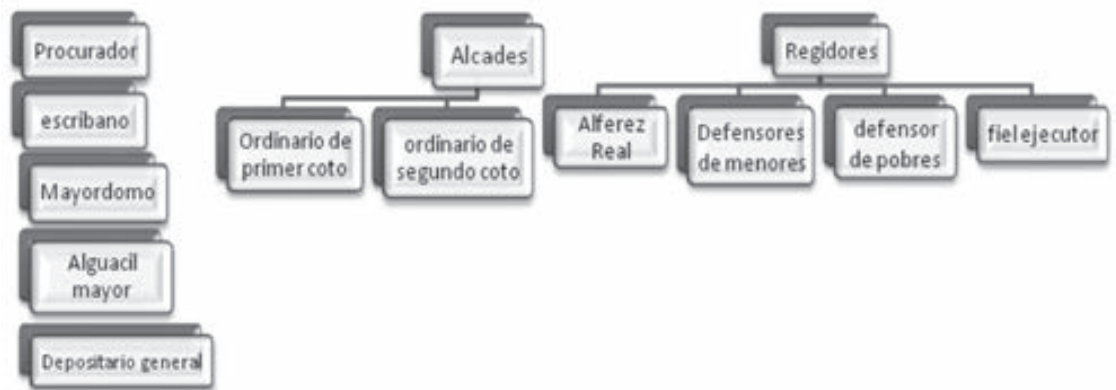 Procurador
escribano
Mayordomo
Alguacil
mayor
Depositario general
Alcades
Ordinario de
primer coto
ordinario de
segundo coto
Regidores
Alferez
Real
Defensores
de menores
defensor
de pobres
fiel ejecutor